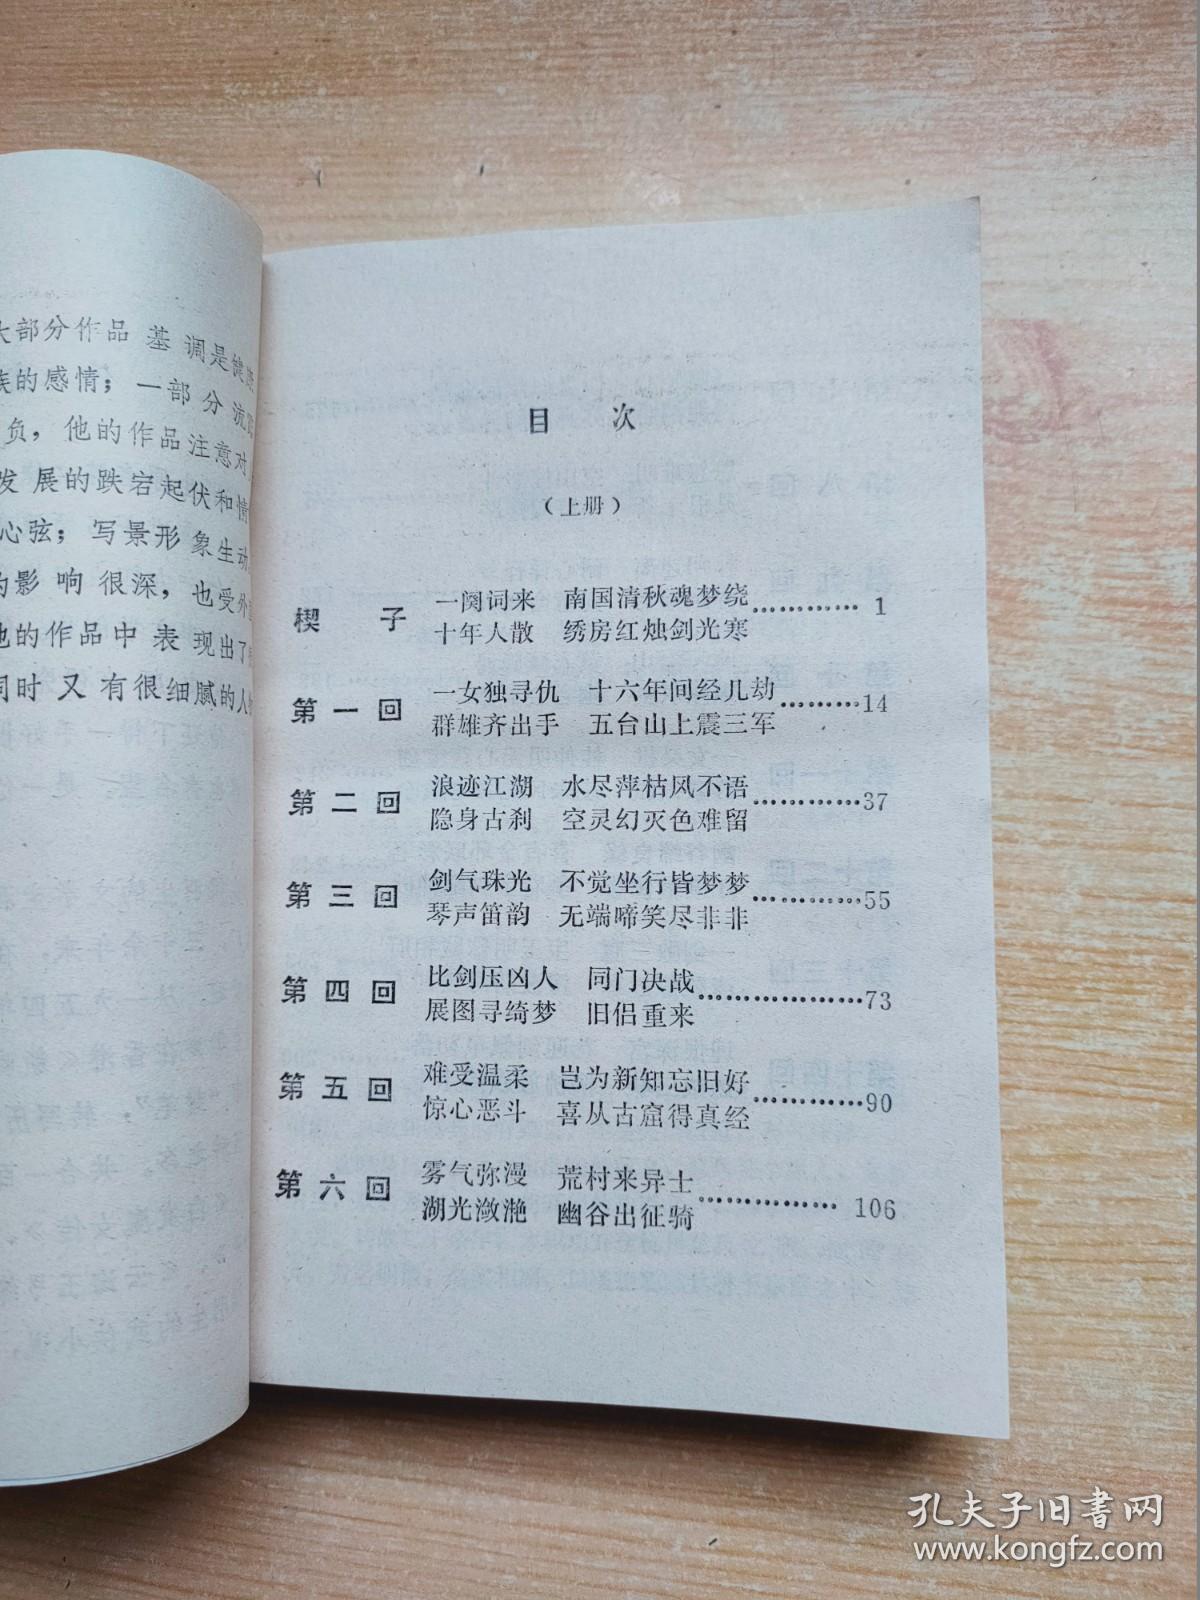 大部分作品基调是健
族的感情；一部分流
负，他的作品注意对
发展的跌宕起伏和情
心弦；写景形象生动
影响很深，也受外
他的作品中表现出了
同时又有很细腻的人
目 次
（上册）
楔 子 一阕词来 南国清秋魂梦绕…………1
十年人散 绣房红烛剑光寒
第一回 一女独寻仇 十六年间经几劫………14
群雄齐出手 五台山上震三军
第二回 浪迹江湖 水尽萍枯风不语…………37
隐身古刹 空灵幻灭色难留
第三回 剑气珠光 不觉坐行皆梦梦…………55
琴声笛韵 无端啼笑尽非非
第四回 比剑压凶人 同门决战………………73
展图寻绮梦 旧侣重来
第五回 难受温柔 岂为新知忘旧好…………90
惊心恶斗 喜从古窟得真经
第六回 雾气弥漫 荒村来异士……………106
湖光潋滟 幽谷出征骑
孔夫子旧书网
www.kongfz.com